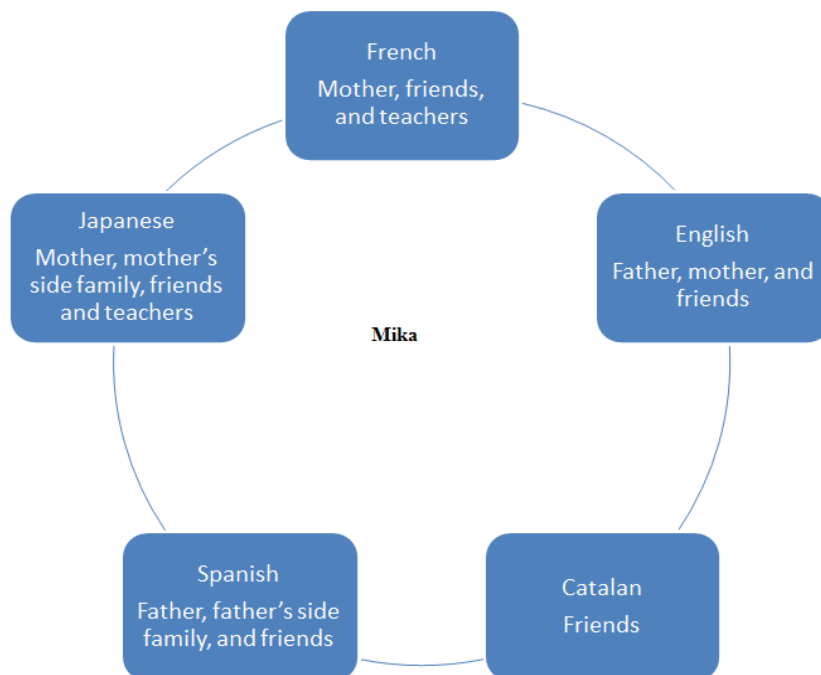 French
Mother, friends,
and teachers
Japanese
Mother, mother's
side family, friends
and teachers
English
Father, mother, and
friends
Mika
Spanish
Father, father's side
family, and friends
Catalan
Friends